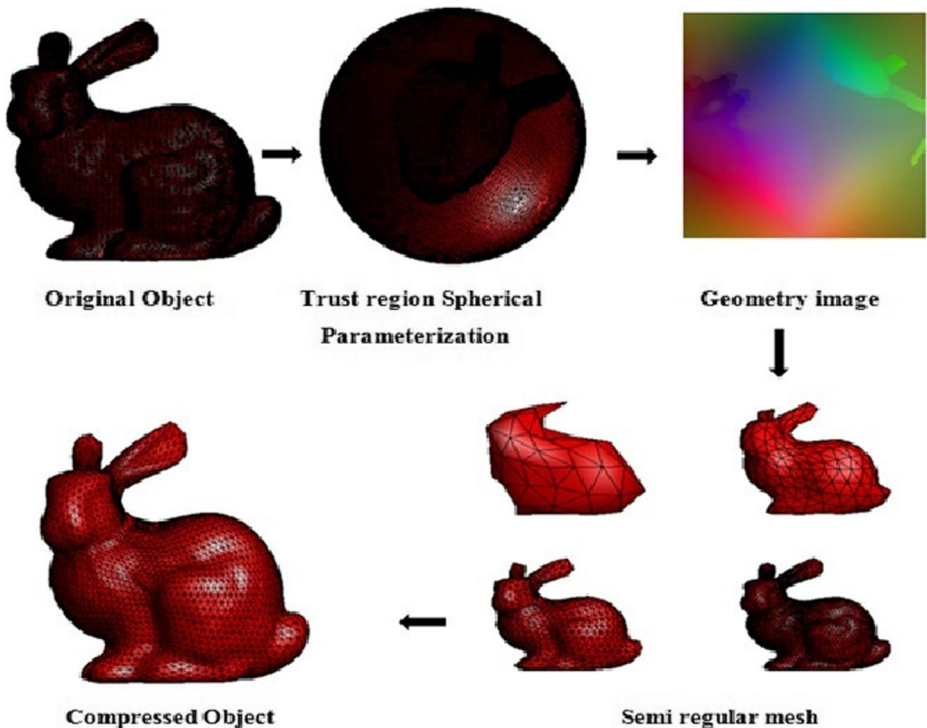 Original Object
Trust region Spherical
Parameterization
Geometry image
Compressed Object
Semi regular mesh